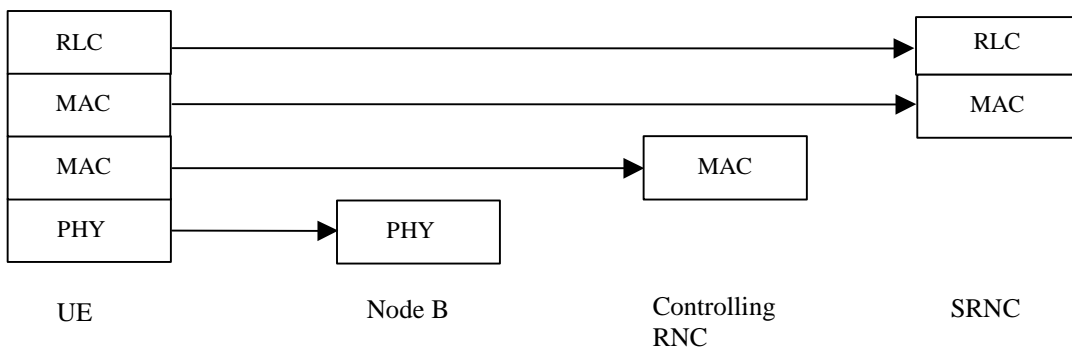 RLC
RLC
MAC
MAC
MAC
MAC
PHY
PHY
UE
Node B
Controlling
RNC
SRNC